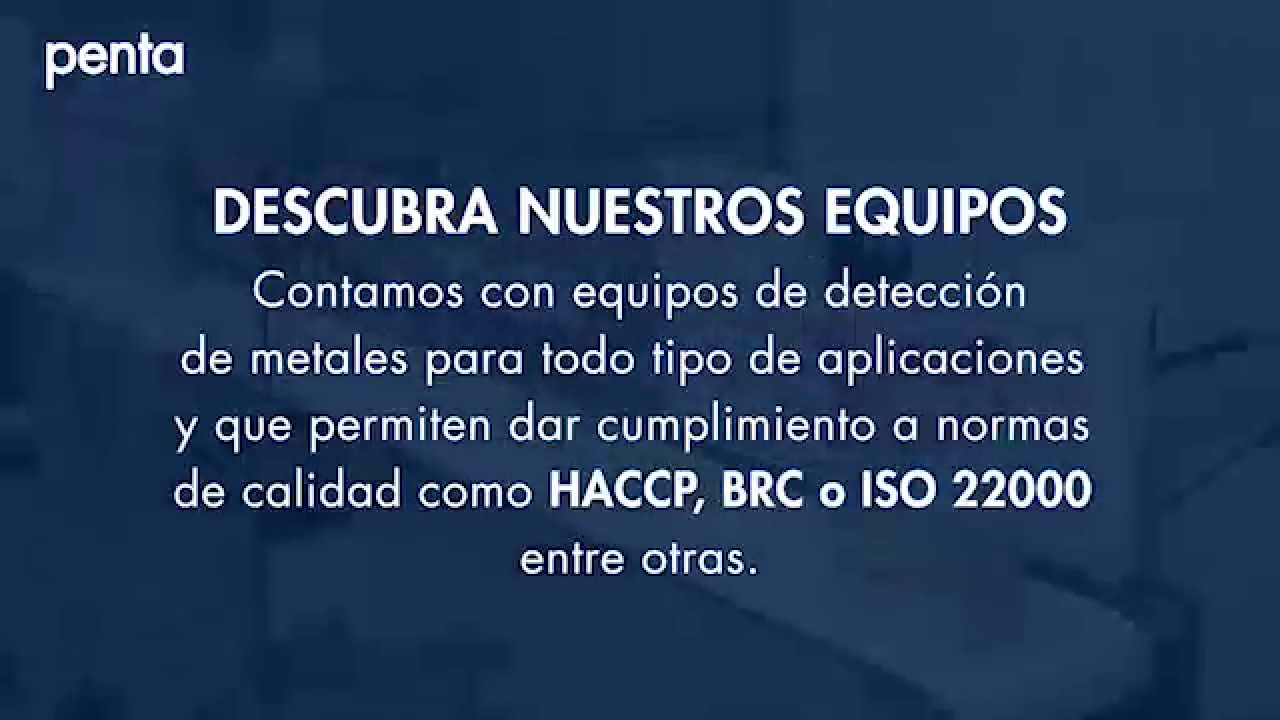 penta
DESCUBRA NUESTROS EQUIPOS
Contamos con equipos de detección
de metales para todo tipo de aplicaciones
y que permiten dar cumplimiento a normas
de calidad como HACCP, BRC o ISO 22000
entre otras.